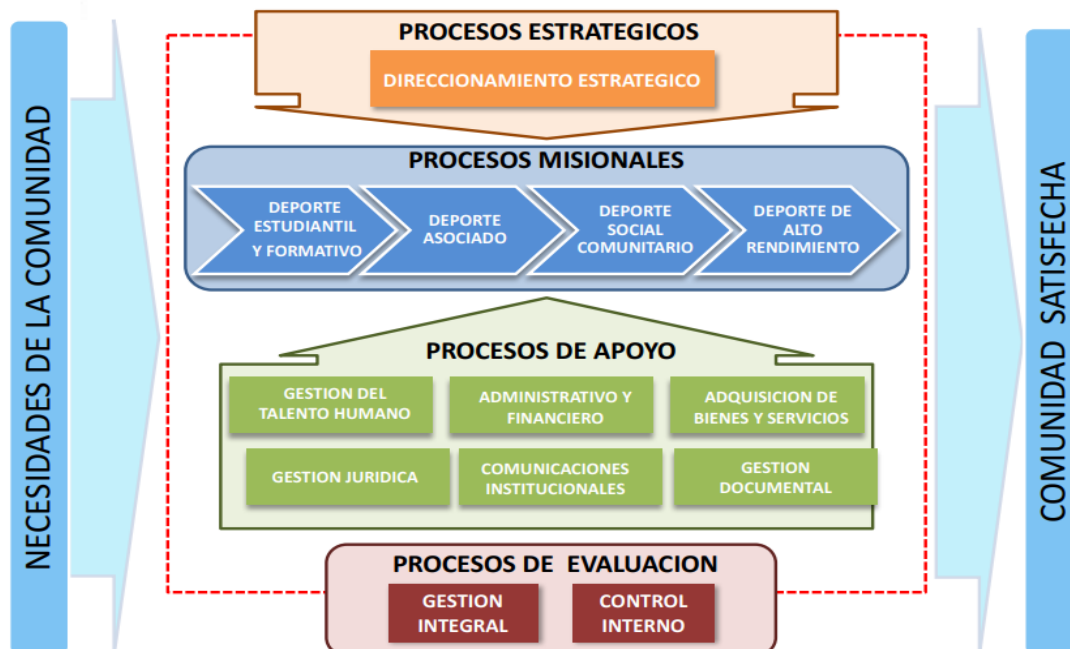 NECESIDADES DE LA COMUNIDAD
PROCESOS ESTRATEGICOS
DIRECCIONAMIENTO ESTRATEGICO
PROCESOS MISIONALES
DEPORTE
ESTUDIANTIL
Y FORMATIVO
DEPORTE
ASOCIADO
DEPORTE
SOCIAL
COMUNITARIO
DEPORTE DE
ALTO
RENDIMIENTO
PROCESOS DE APOYO
GESTION DEL
TALENTO HUMANO
ADMINISTRATIVO Y
FINANCIERO
ADQUISICION DE
BIENES Y SERVICIOS
GESTION JURIDICA
COMUNICACIONES
INSTITUCIONALES
GESTION
DOCUMENTAL
PROCESOS DE EVALUACION
GESTION
INTEGRAL
CONTROL
INTERNO
COMUNIDAD SATISFECHA